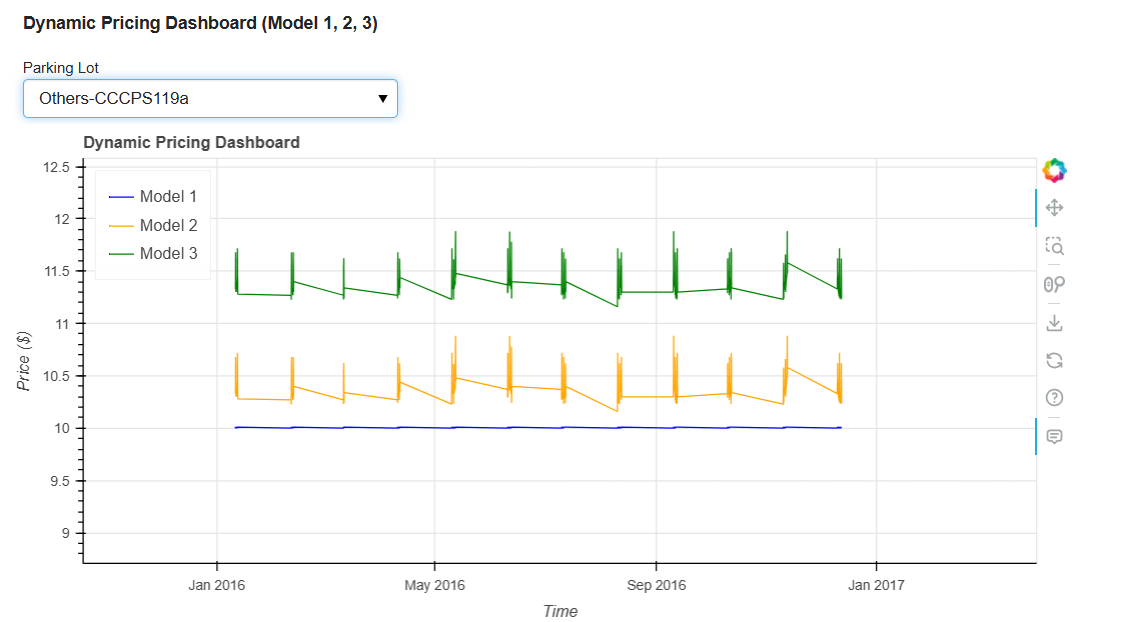 Dynamic Pricing Dashboard (Model 1, 2, 3)
Parking Lot
Others-CCCPS119a
Dynamic Pricing Dashboard
12.5
12
11.5
11
10.5
10
9.5
9
Price ($)
Model 1
Model 2
Model 3
Jan 2016
May 2016
Sep 2016
Jan 2017
Time